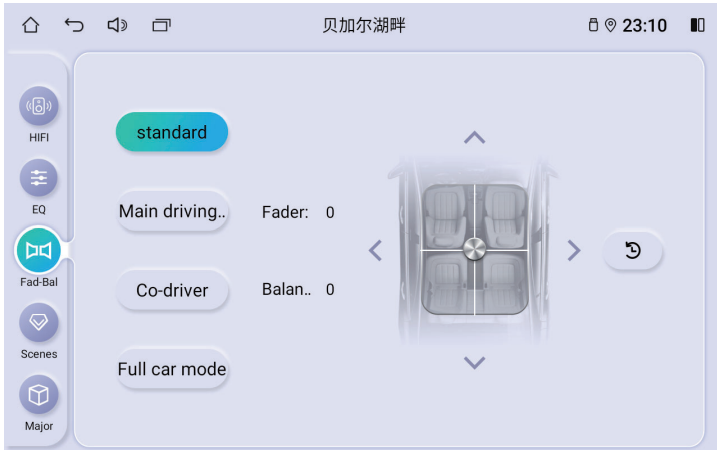 贝加尔湖畔
23:10
HIFI
EQ
Fad-Bal
Scenes
Major
standard
Main driving..
Fader: 0
Co-driver
Balan.. 0
Full car mode